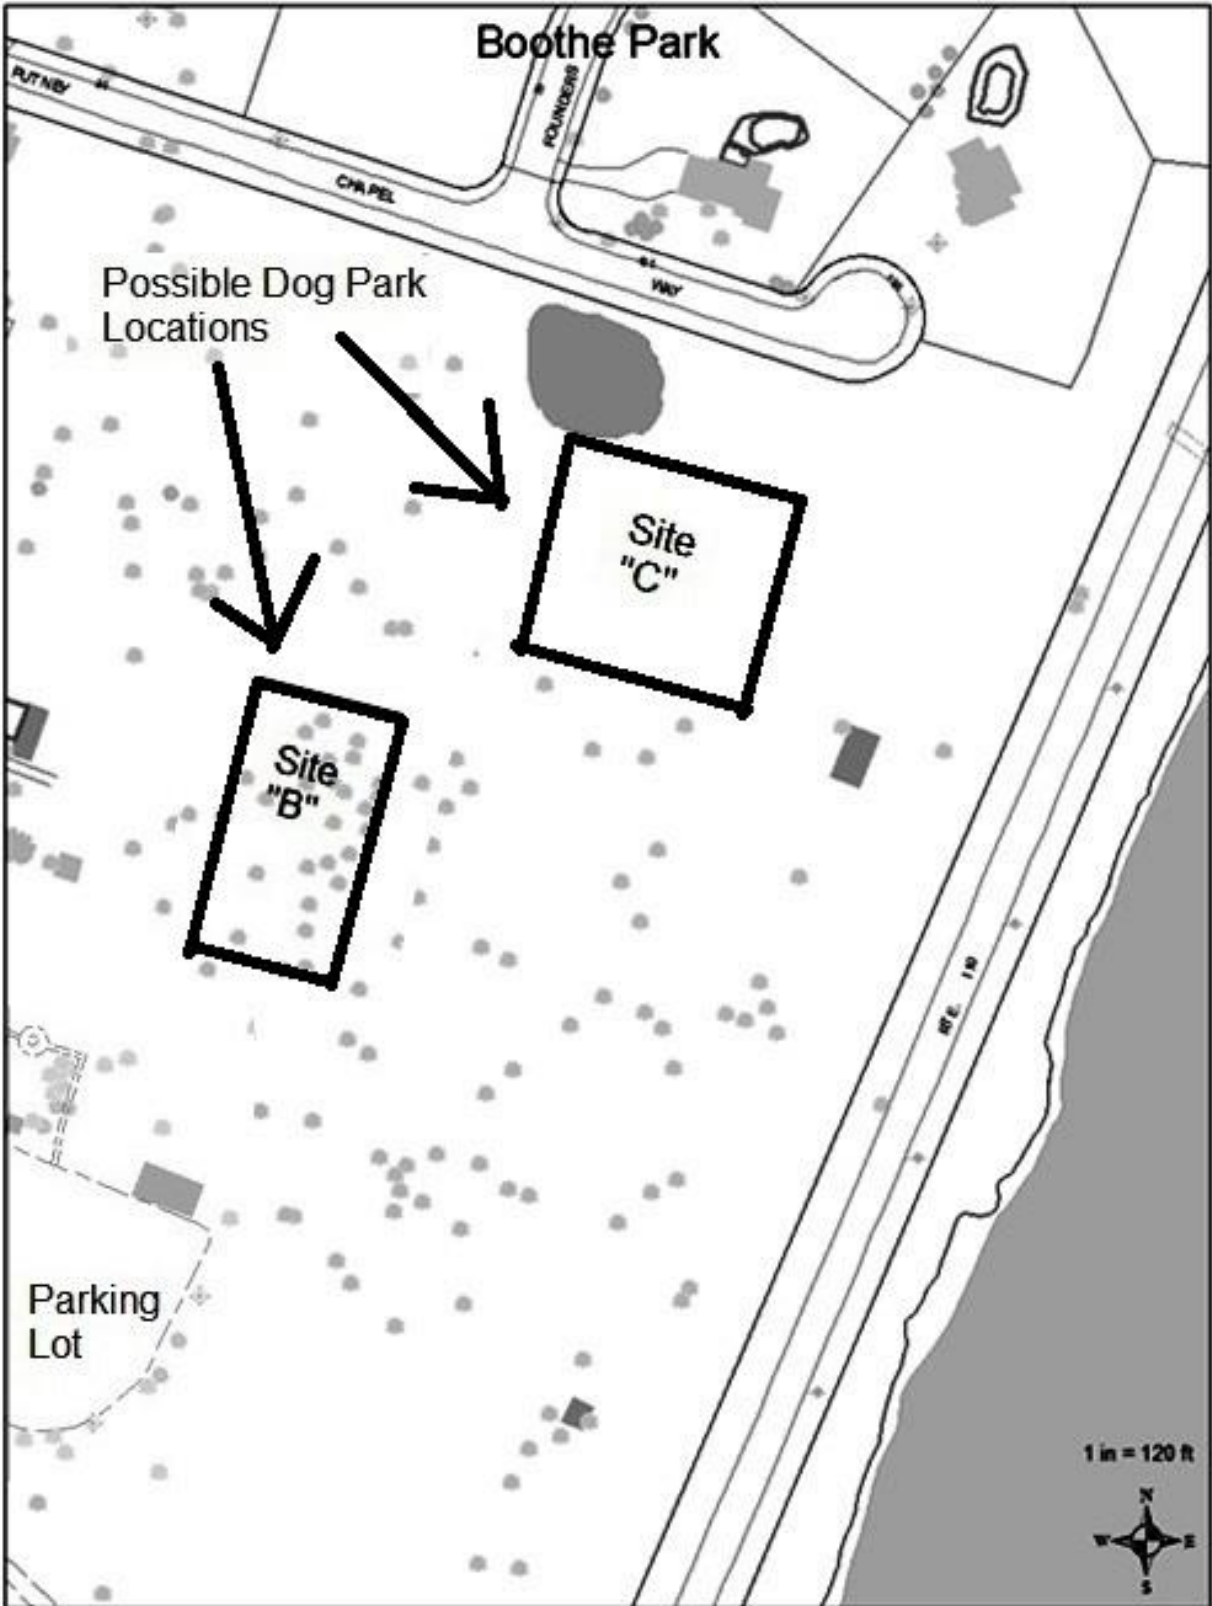 Boothe Park
PUTNEY
FOUNDERS
CHAPEL
WAY
Possible Dog Park
Locations
Site
"C"
Site
"B"
RTE. 110
Parking
Lot
1 in = 120 ft
N
W
E
S